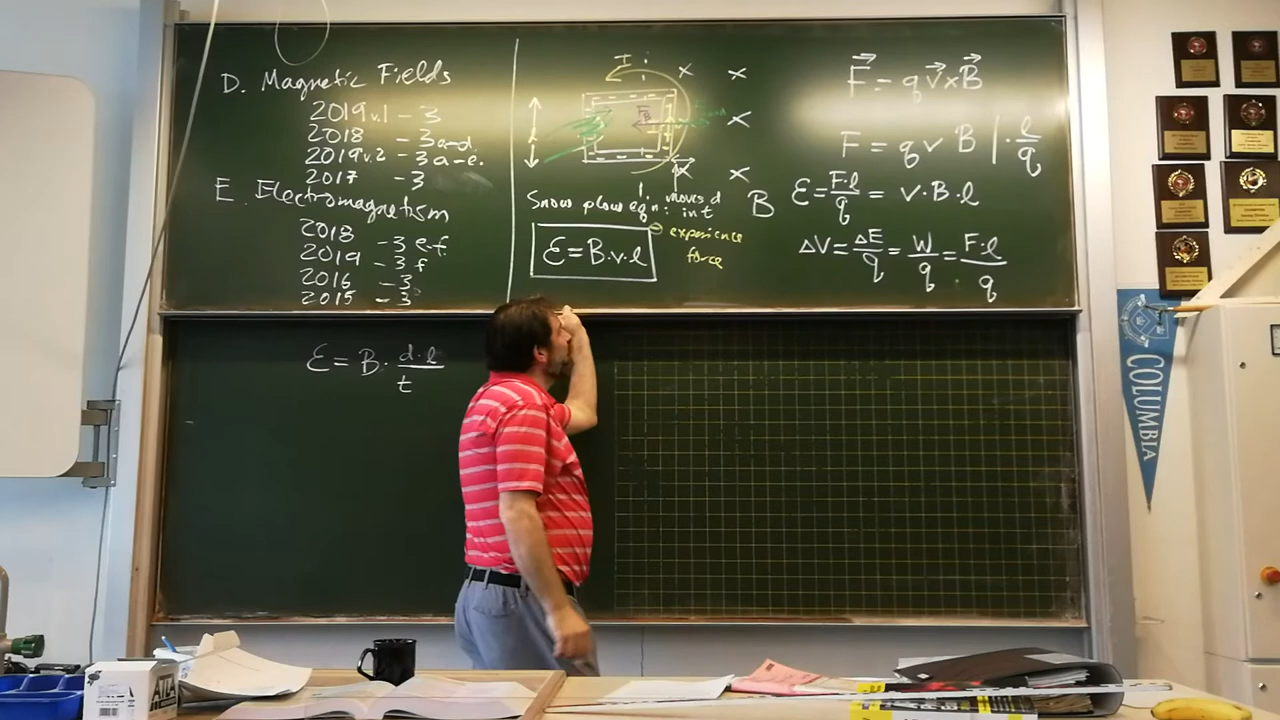 D. Magnetic Fields
2019 v.1 - 3
2018 - 3 a-d.
2019 v.2 - 3 a-e.
2017 - 3
E. Electromagnetism
2018 - 3 e.f
2019 - 3 f
2016 - 3
2015 - 3
I
x x
x
x x
B
Snow plow eq'n: moves d in t
ℰ = B·v·l
experience force
F⃗ = q v⃗ x B⃗
F = q v B | · l/q
ℰ = F·l/q = v·B·l
ΔV = ΔE/q = W/q = F·l/q
ℰ = B · d·l/t
COLUMBIA
ATLA